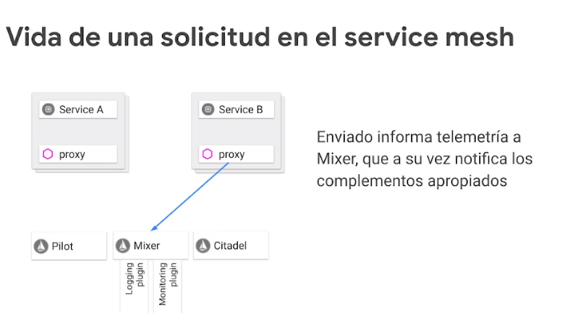 Vida de una solicitud en el service mesh
Service A
proxy
Service B
proxy
Enviado informa telemetría a
Mixer, que a su vez notifica los
complementos apropiados
Pilot
Mixer
Citadel
Logging
plugin
Monitoring
plugin